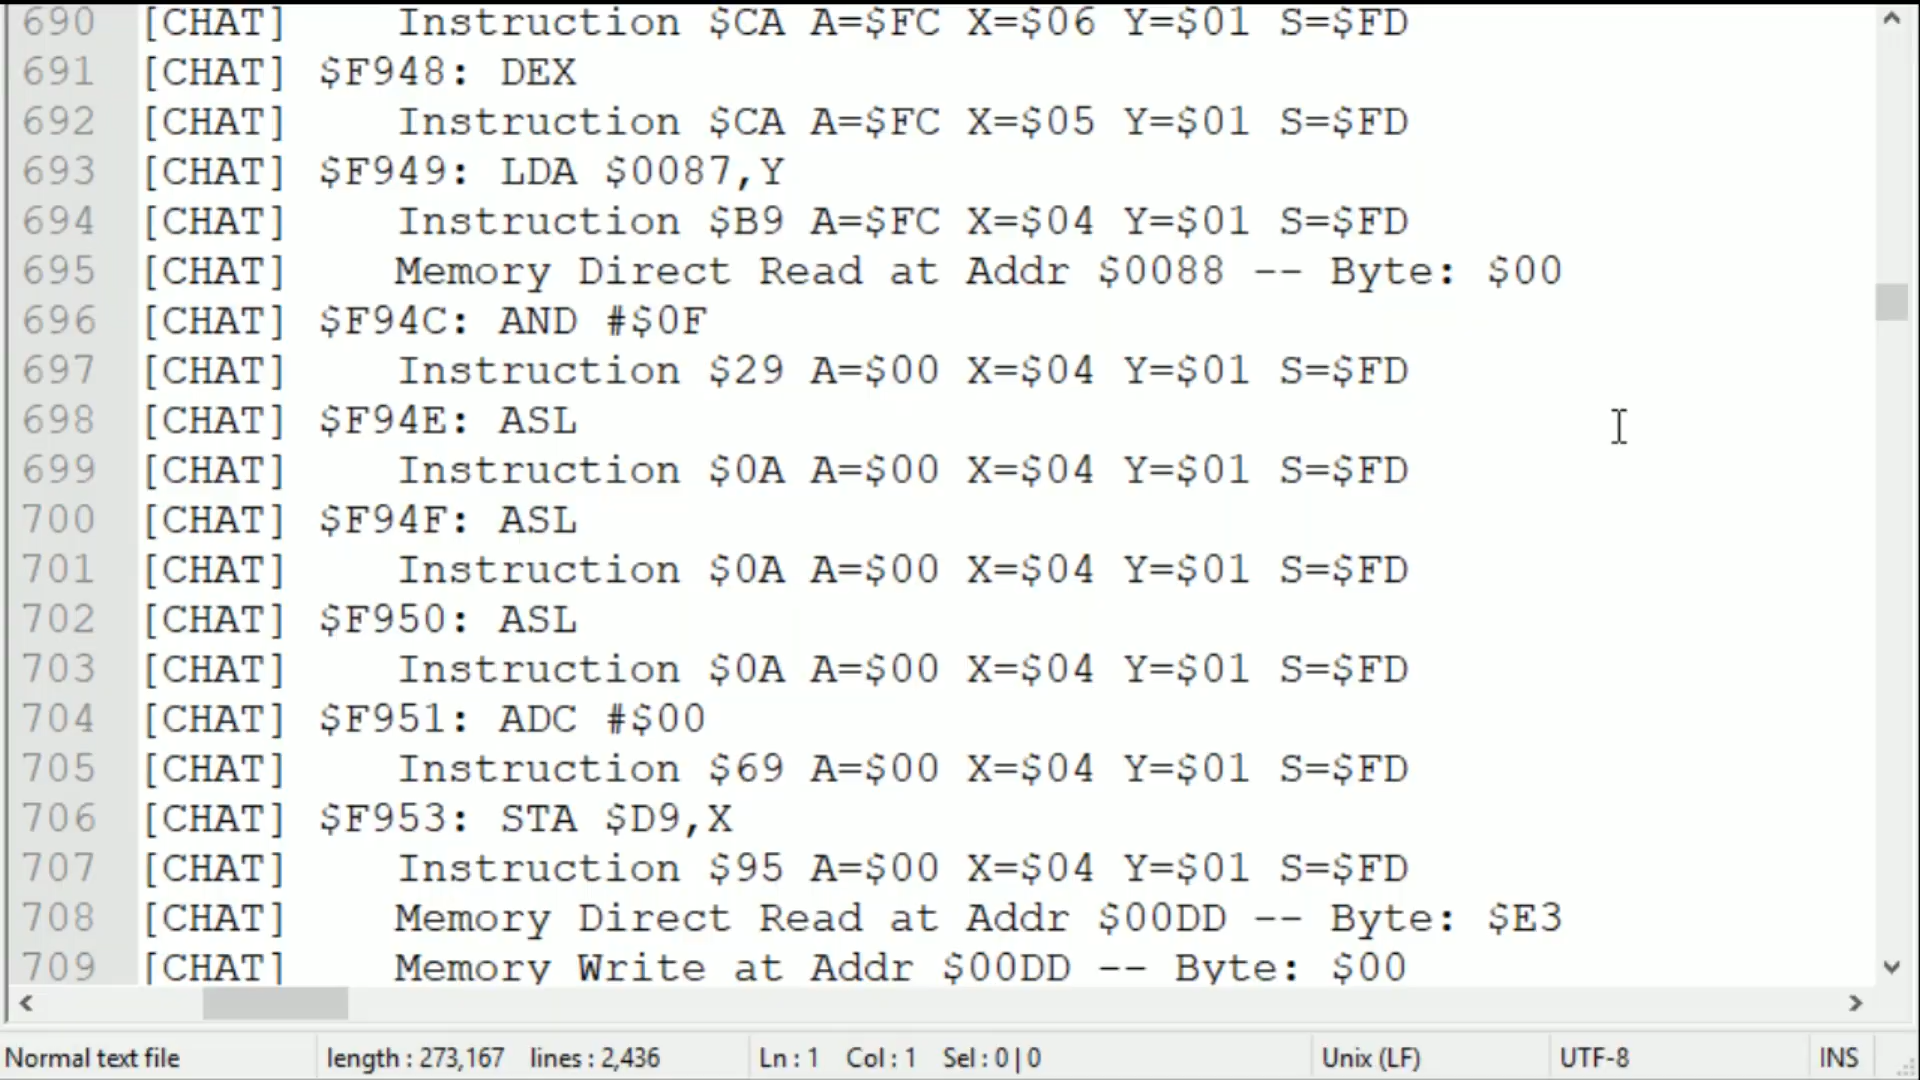 690 [CHAT] Instruction $CA A=$FC X=$06 Y=$01 S=$FD
691 [CHAT] $F948: DEX
692 [CHAT] Instruction $CA A=$FC X=$05 Y=$01 S=$FD
693 [CHAT] $F949: LDA $0087,Y
694 [CHAT] Instruction $B9 A=$FC X=$04 Y=$01 S=$FD
695 [CHAT] Memory Direct Read at Addr $0088 -- Byte: $00
696 [CHAT] $F94C: AND #$0F
697 [CHAT] Instruction $29 A=$00 X=$04 Y=$01 S=$FD
698 [CHAT] $F94E: ASL
699 [CHAT] Instruction $0A A=$00 X=$04 Y=$01 S=$FD
700 [CHAT] $F94F: ASL
701 [CHAT] Instruction $0A A=$00 X=$04 Y=$01 S=$FD
702 [CHAT] $F950: ASL
703 [CHAT] Instruction $0A A=$00 X=$04 Y=$01 S=$FD
704 [CHAT] $F951: ADC #$00
705 [CHAT] Instruction $69 A=$00 X=$04 Y=$01 S=$FD
706 [CHAT] $F953: STA $D9,X
707 [CHAT] Instruction $95 A=$00 X=$04 Y=$01 S=$FD
708 [CHAT] Memory Direct Read at Addr $00DD -- Byte: $E3
709 [CHAT] Memory Write at Addr $00DD -- Byte: $00
Normal text file length : 273,167 lines : 2,436 Ln : 1 Col : 1 Sel : 0 | 0 Unix (LF) UTF-8 INS